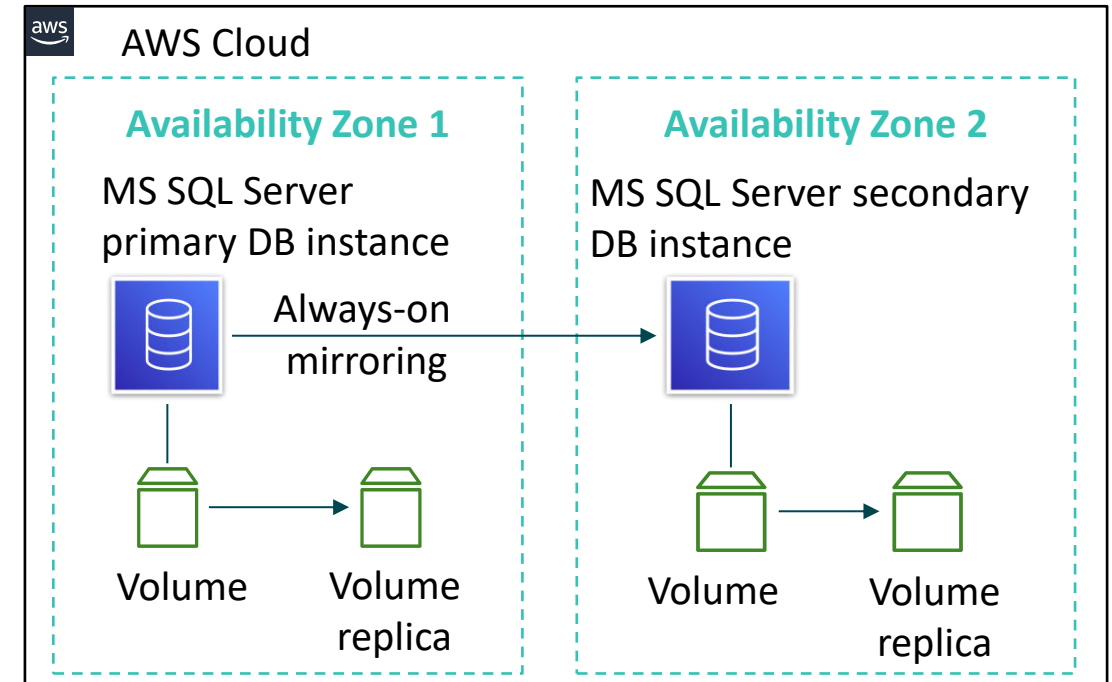 aws
AWS Cloud
Availability Zone 1
MS SQL Server
primary DB instance
Always-on
mirroring
Volume
Volume
replica
Availability Zone 2
MS SQL Server secondary
DB instance
Volume
Volume
replica